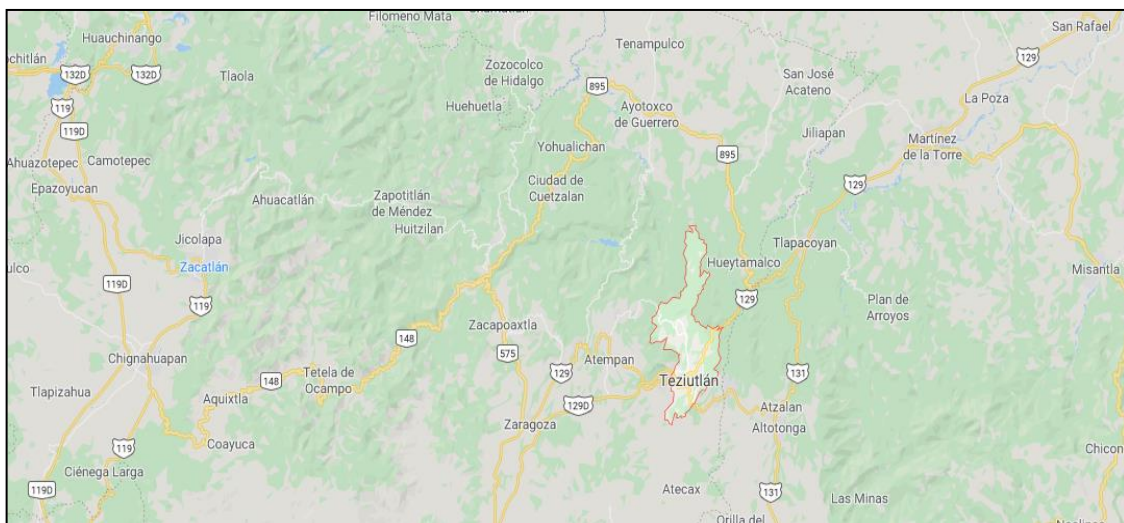 Filomeno Mata
San Rafael
Huauchinango
Tenampulco
129
Zozocolco
de Hidalgo
132D
132D
Tlaola
895
San José
Acateno
119
Huehuetla
Ayotoxco
de Guerrero
La Poza
119D
Jiliapan
Martínez
de la Torre
Ahuazotepec
Camotepec
Yohualichan
895
Epazoyucan
Ciudad de
Cuetzalan
129
Ahuacatlán
Zapotitlán
de Méndez
Huitzilan
Jicolapa
Tlapacoyan
Zacatlán
Hueytamalco
Misantla
119D
119
129
Plan de
Arroyos
Zacapoaxtla
148
575
Chignahuapan
Atempan
129
Teziutlán
131
Tlapizahua
148
Tetela de
Ocampo
Aquixtla
129D
Atzalan
Zaragoza
Altotonga
Coayuca
119
Ciénega Larga
119D
Atecax
131
Las Minas
Orilla del